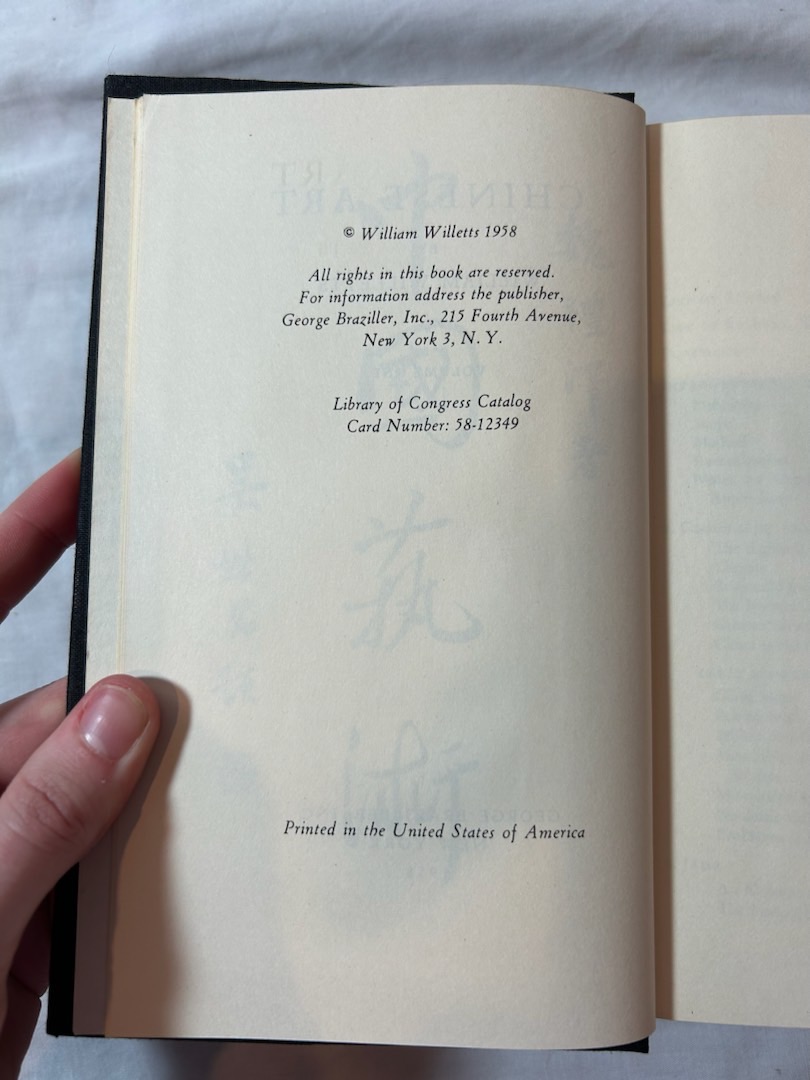 © William Willetts 1958
All rights in this book are reserved.
For information address the publisher,
George Braziller, Inc., 215 Fourth Avenue,
New York 3, N. Y.
Library of Congress Catalog
Card Number: 58-12349
Printed in the United States of America